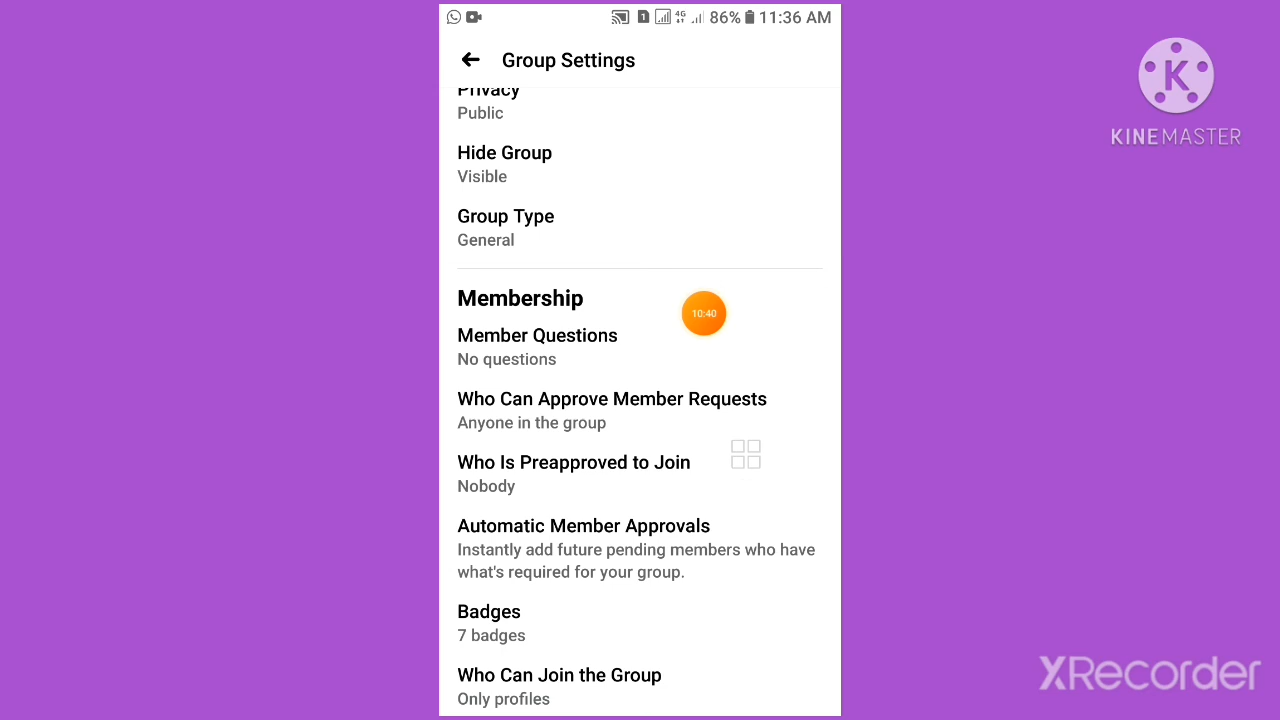 1 4G 86% 11:36 AM
Group Settings
Privacy
Public
Hide Group
Visible
Group Type
General
Membership
10:40
Member Questions
No questions
Who Can Approve Member Requests
Anyone in the group
Who Is Preapproved to Join
Nobody
Automatic Member Approvals
Instantly add future pending members who have
what's required for your group.
Badges
7 badges
Who Can Join the Group
Only profiles
K
KINEMASTER
XRecorder